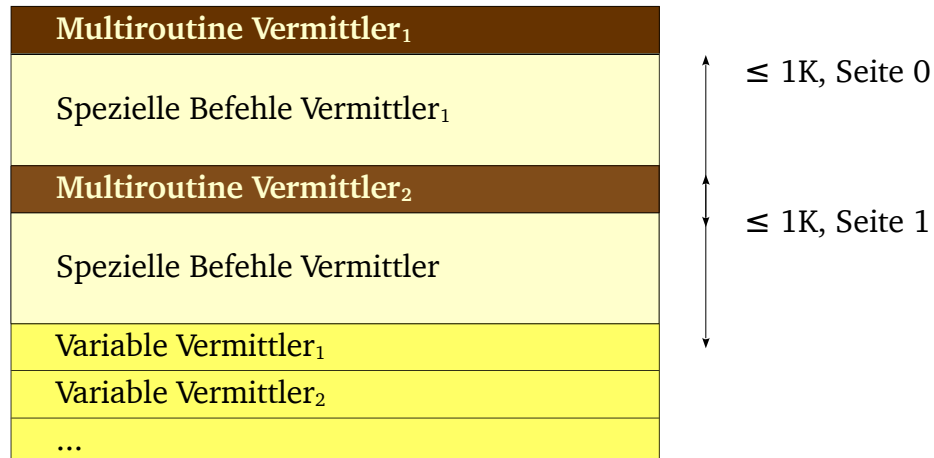 Multiroutine Vermittler₁
≤ 1K, Seite 0
Spezielle Befehle Vermittler₁
Multiroutine Vermittler₂
≤ 1K, Seite 1
Spezielle Befehle Vermittler
Variable Vermittler₁
Variable Vermittler₂
...